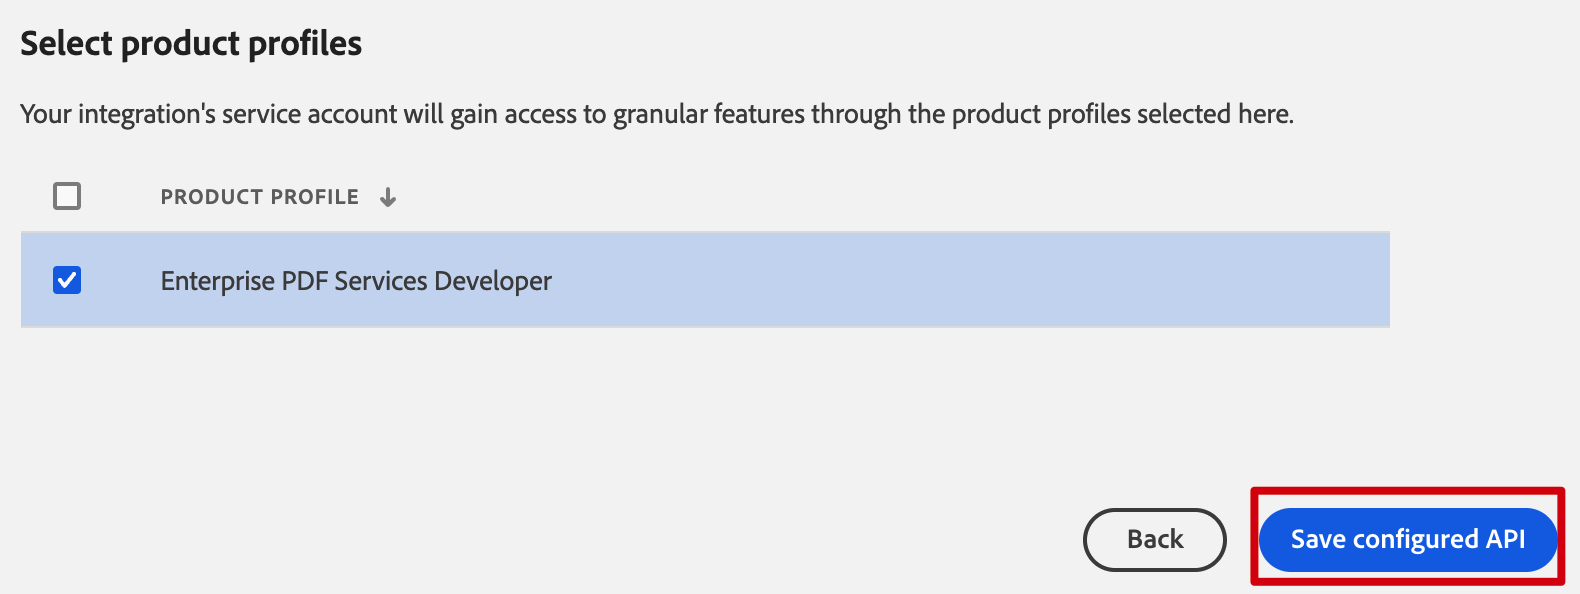 Select product profiles
Your integration's service account will gain access to granular features through the product profiles selected here.
PRODUCT PROFILE
Enterprise PDF Services Developer
Back
Save configured API